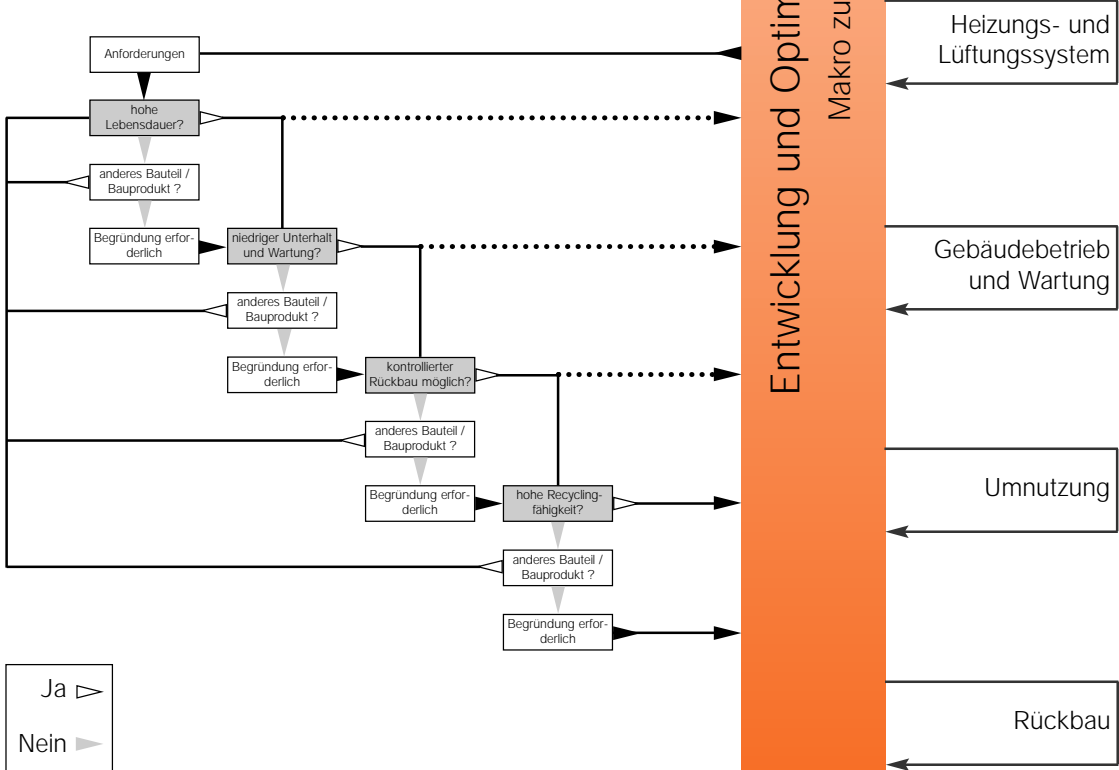 Anforderungen
hohe
Lebensdauer?
anderes Bauteil /
Bauprodukt ?
Begründung erfor-
derlich
niedriger Unterhalt
und Wartung?
anderes Bauteil /
Bauprodukt ?
Begründung erfor-
derlich
kontrollierter
Rückbau möglich?
anderes Bauteil /
Bauprodukt ?
Begründung erfor-
derlich
hohe Recycling-
fähigkeit?
anderes Bauteil /
Bauprodukt ?
Begründung erfor-
derlich
Ja
Nein
Entwicklung und Optim
Makro zu
Heizungs- und
Lüftungssystem
Gebäudebetrieb
und Wartung
Umnutzung
Rückbau